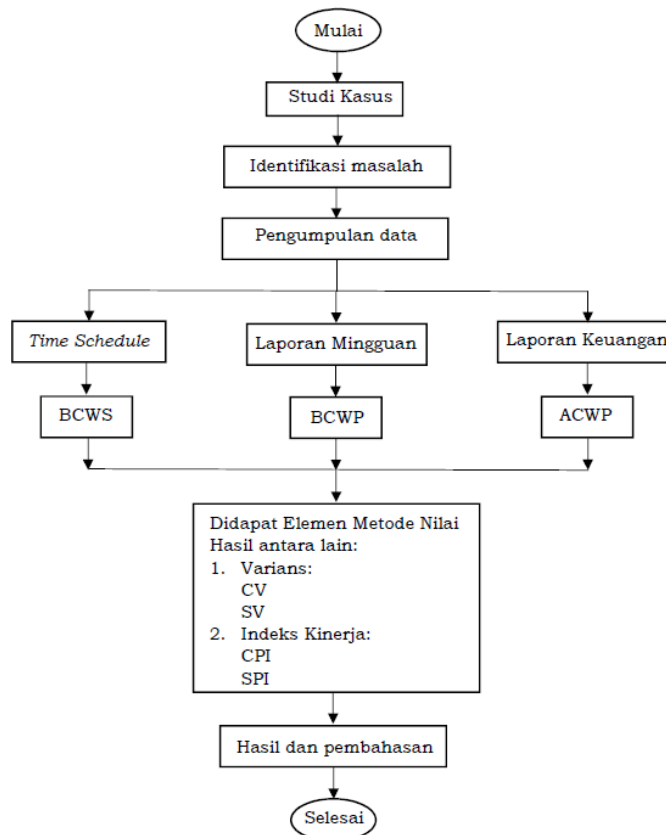 Mulai
Studi Kasus
Identifikasi masalah
Pengumpulan data
Time Schedule
Laporan Mingguan
Laporan Keuangan
BCWS
BCWP
ACWP
Didapat Elemen Metode Nilai
Hasil antara lain:
1. Varians:
CV
SV
2. Indeks Kinerja:
CPI
SPI
Hasil dan pembahasan
Selesai